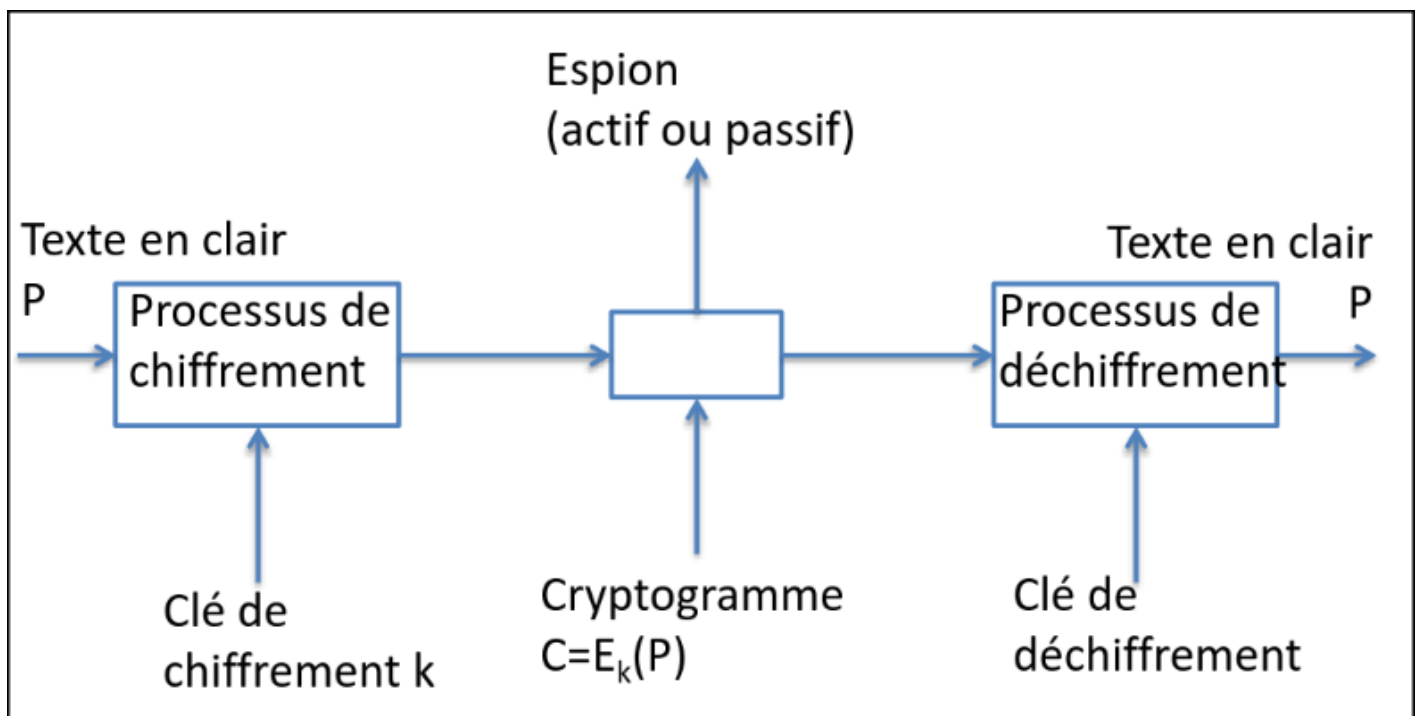 Espion
(actif ou passif)
Texte en clair
P
Processus de
chiffrement
Texte en clair
P
Processus de
déchiffrement
Clé de
chiffrement k
Cryptogramme
C=Eₖ(P)
Clé de
déchiffrement